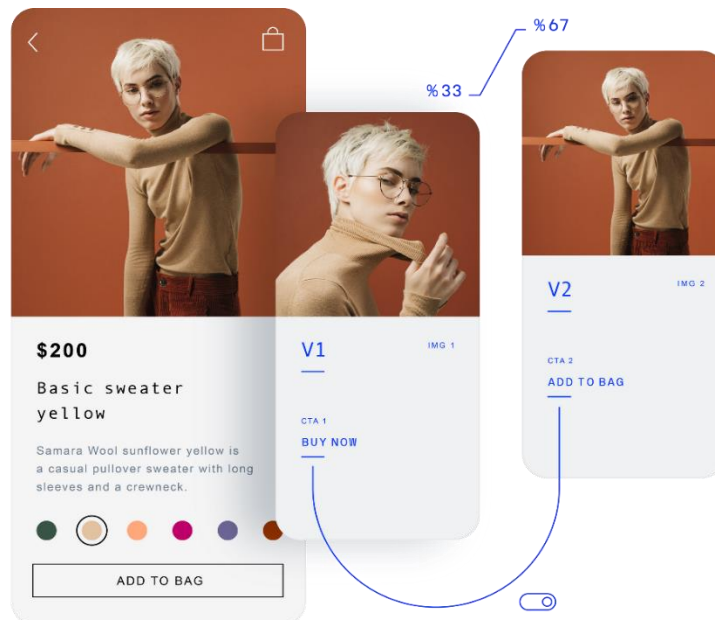 %67
%33
$200
Basic sweater
yellow
Samara Wool sunflower yellow is
a casual pullover sweater with long
sleeves and a crewneck.
ADD TO BAG
V1
IMG 1
CTA 1
BUY NOW
V2
IMG 2
CTA 2
ADD TO BAG